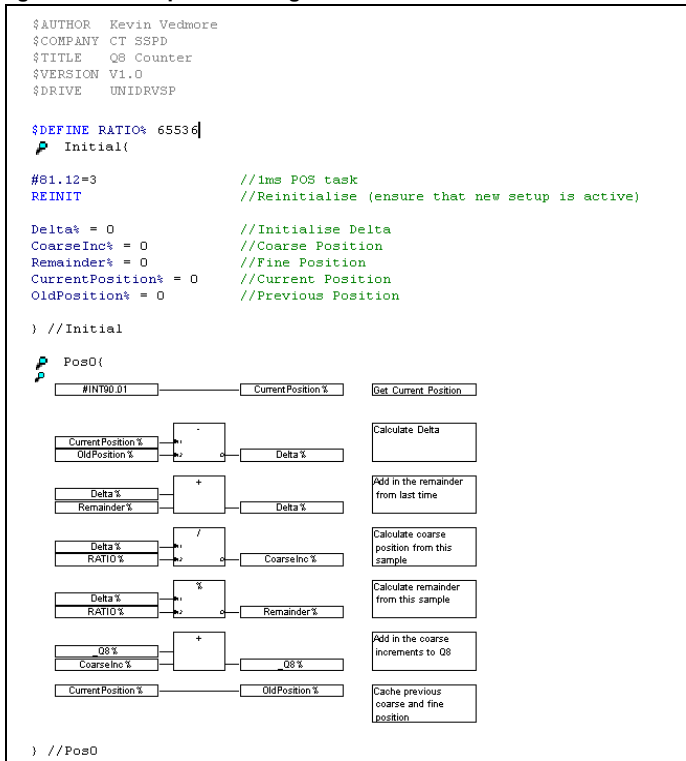 $AUTHOR Kevin Vedmore
$COMPANY CT SSPD
$TITLE Q8 Counter
$VERSION V1.0
$DRIVE UNIDRVSP
$DEFINE RATIO% 65536
Initial{
#81.12=3 //1ms POS task
REINIT //Reinitialise (ensure that new setup is active)
Delta% = 0 //Initialise Delta
CoarseInc% = 0 //Coarse Position
Remainder% = 0 //Fine Position
CurrentPosition% = 0 //Current Position
OldPosition% = 0 //Previous Position
} //Initial
Pos0{
#INT90.01 CurrentPosition% Get Current Position
-
CurrentPosition%
OldPosition%
Delta%
Calculate Delta
+
Delta%
Remainder%
Delta%
Add in the remainder
from last time
/
Delta%
RATIO%
CoarseInc%
Calculate coarse
position from this
sample
%
Delta%
RATIO%
Remainder%
Calculate remainder
from this sample
+
_Q8%
CoarseInc%
_Q8%
Add in the coarse
increments to Q8
CurrentPosition% OldPosition%
Cache previous
coarse and fine
position
} //Pos0